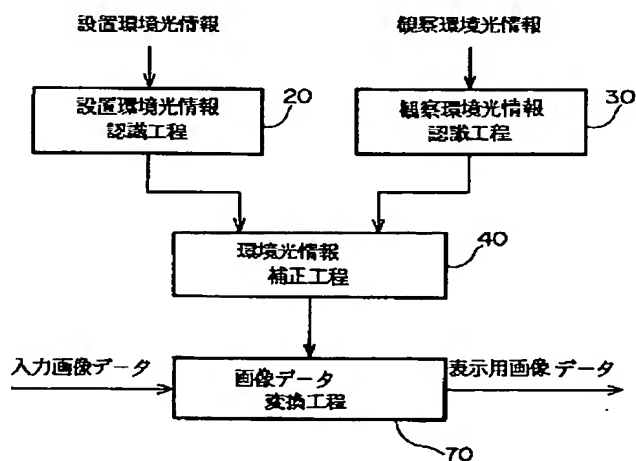 設置環境光情報
観察環境光情報
設置環境光情報
認識工程
20
観察環境光情報
認識工程
30
環境光情報
補正工程
40
入力画像データ
画像データ
変換工程
表示用画像データ
70